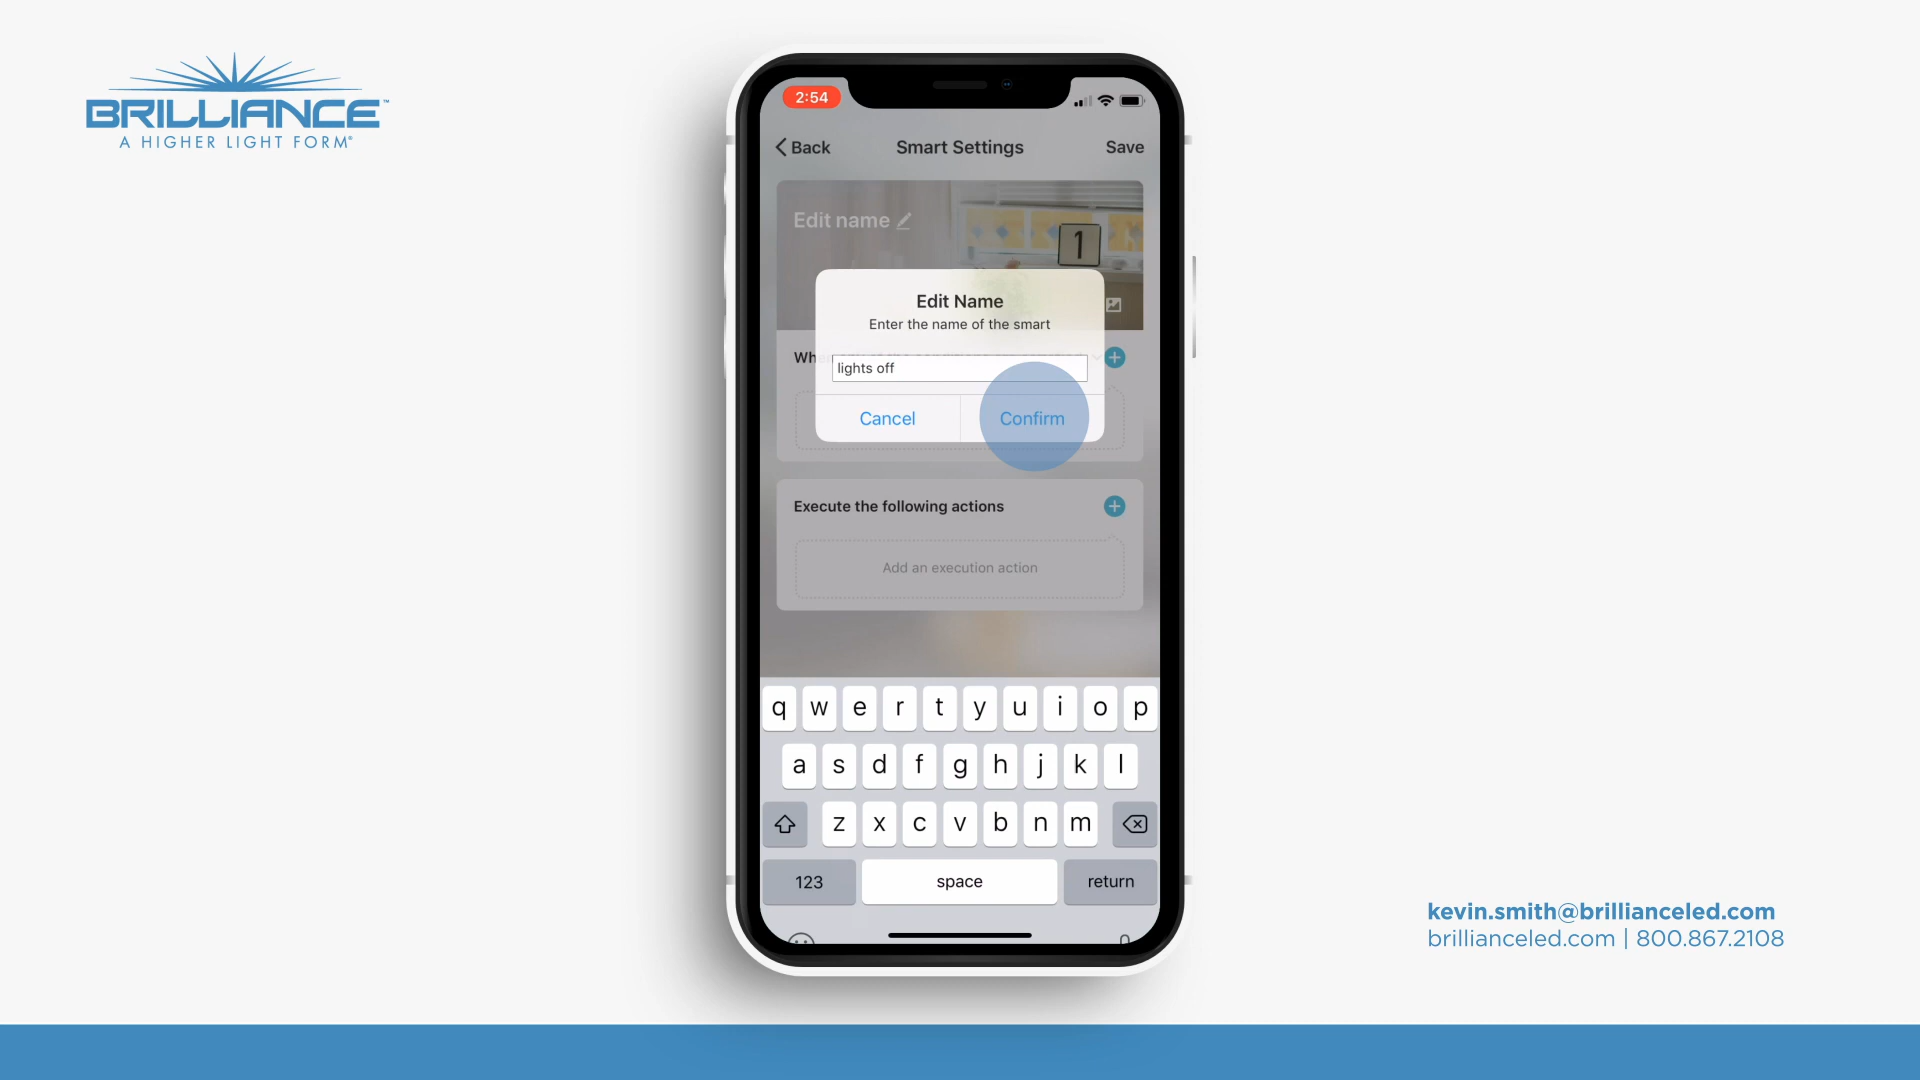 BRILLIANCE™
A HIGHER LIGHT FORM®
2:54
Back
Smart Settings
Save
Edit name
1
Edit Name
Enter the name of the smart
lights off
Cancel
Confirm
Execute the following actions
Add an execution action
q w e r t y u i o p
a s d f g h j k l
z x c v b n m
123
space
return
kevin.smith@brillianceled.com
brillianceled.com | 800.867.2108